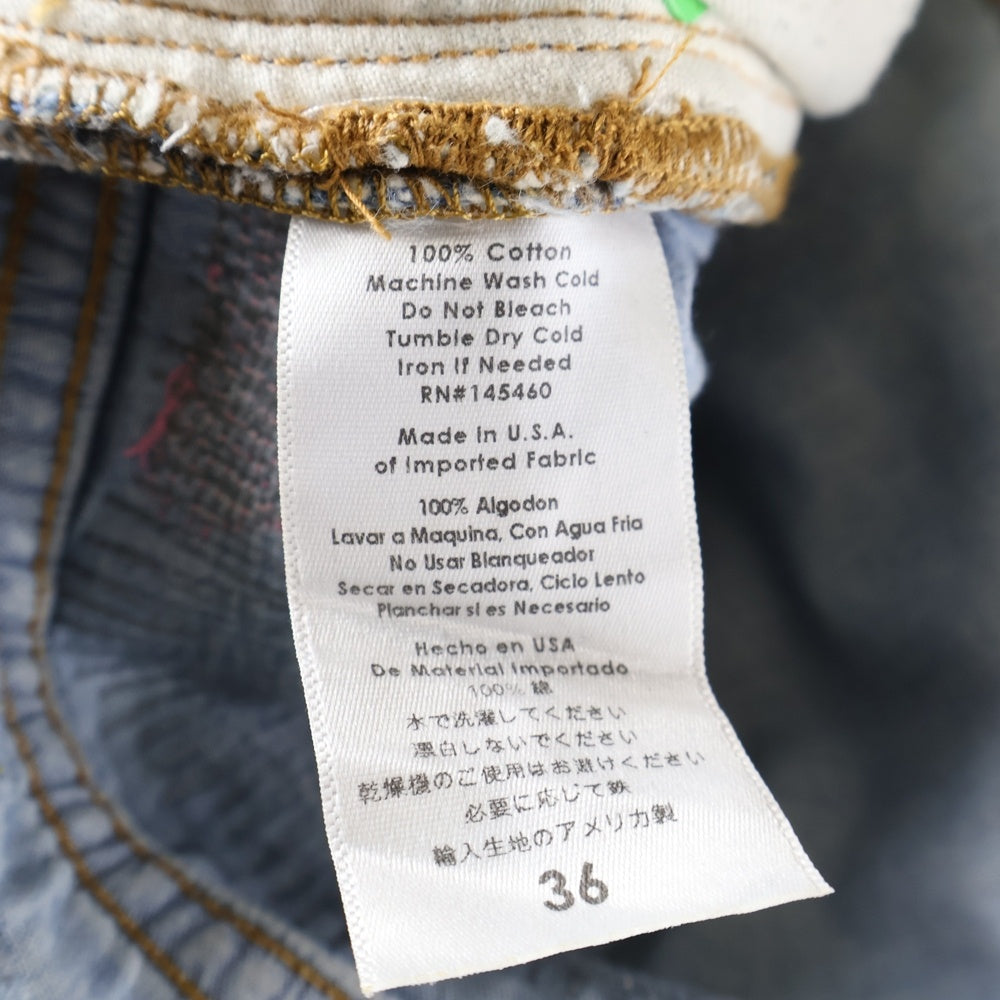 100% Cotton
Machine Wash Cold
Do Not Bleach
Tumble Dry Cold
Iron If Needed
RN#145460
Made in U.S.A.
of Imported Fabric
100% Algodon
Lavar a Maquina, Con Agua Fria
No Usar Blanqueador
Secar en Secadora, Ciclo Lento
Planchar si es Necesario
Hecho en USA
De Material Importado
100% 綿
水で洗濯してください
漂白しないでください
乾燥機のご使用はお避けください
必要に応じて鉄
輸入生地のアメリカ製
36